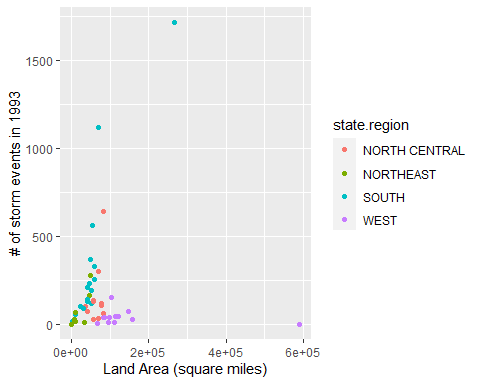 1500
1000
500
0
# of storm events in 1993
0e+00 2e+05 4e+05 6e+05
Land Area (square miles)
state.region
NORTH CENTRAL
NORTHEAST
SOUTH
WEST